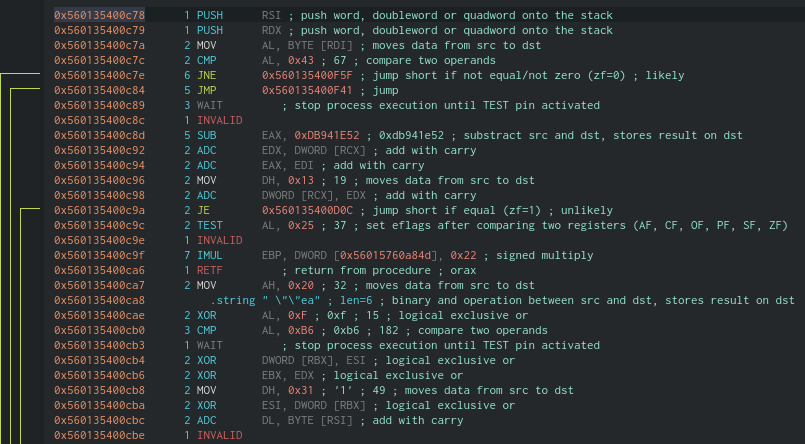 0x560135400c78 1 PUSH RSI ; push word, doubleword or quadword onto the stack
0x560135400c79 1 PUSH RDX ; push word, doubleword or quadword onto the stack
0x560135400c7a 2 MOV AL, BYTE [RDI] ; moves data from src to dst
0x560135400c7c 2 CMP AL, 0x43 ; 67 ; compare two operands
0x560135400c7e 6 JNE 0x560135400F5F ; jump short if not equal/not zero (zf=0) ; likely
0x560135400c84 5 JMP 0x560135400F41 ; jump
0x560135400c89 3 WAIT ; stop process execution until TEST pin activated
0x560135400c8c 1 INVALID
0x560135400c8d 5 SUB EAX, 0xDB941E52 ; 0xdb941e52 ; substract src and dst, stores result on dst
0x560135400c92 2 ADC EDX, DWORD [RCX] ; add with carry
0x560135400c94 2 ADC EAX, EDI ; add with carry
0x560135400c96 2 MOV DH, 0x13 ; 19 ; moves data from src to dst
0x560135400c98 2 ADC DWORD [RCX], EDX ; add with carry
0x560135400c9a 2 JE 0x560135400D0C ; jump short if equal (zf=1) ; unlikely
0x560135400c9c 2 TEST AL, 0x25 ; 37 ; set eflags after comparing two registers (AF, CF, OF, PF, SF, ZF)
0x560135400c9e 1 INVALID
0x560135400c9f 7 IMUL EBP, DWORD [0x56015760a84d], 0x22 ; signed multiply
0x560135400ca6 1 RETF ; return from procedure ; orax
0x560135400ca7 2 MOV AH, 0x20 ; 32 ; moves data from src to dst
0x560135400ca8 .string " \"\"ea" ; len=6 ; binary and operation between src and dst, stores result on dst
0x560135400cae 2 XOR AL, 0xF ; 0xf ; 15 ; logical exclusive or
0x560135400cb0 3 CMP AL, 0xB6 ; 0xb6 ; 182 ; compare two operands
0x560135400cb3 1 WAIT ; stop process execution until TEST pin activated
0x560135400cb4 2 XOR DWORD [RBX], ESI ; logical exclusive or
0x560135400cb6 2 XOR EBX, EDX ; logical exclusive or
0x560135400cb8 2 MOV DH, 0x31 ; '1' ; 49 ; moves data from src to dst
0x560135400cba 2 XOR ESI, DWORD [RBX] ; logical exclusive or
0x560135400cbc 2 ADC DL, BYTE [RSI] ; add with carry
0x560135400cbe 1 INVALID